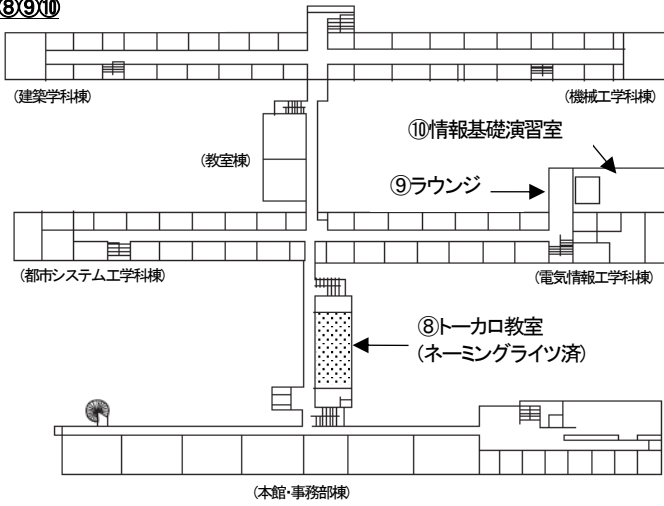 ⑧⑨⑩
(建築学科棟)
(機械工学科棟)
⑩情報基礎演習室
(教室棟)
⑨ラウンジ
(都市システム工学科棟)
(電気情報工学科棟)
⑧トーカロ教室
(ネーミングライツ済)
(本館・事務部棟)